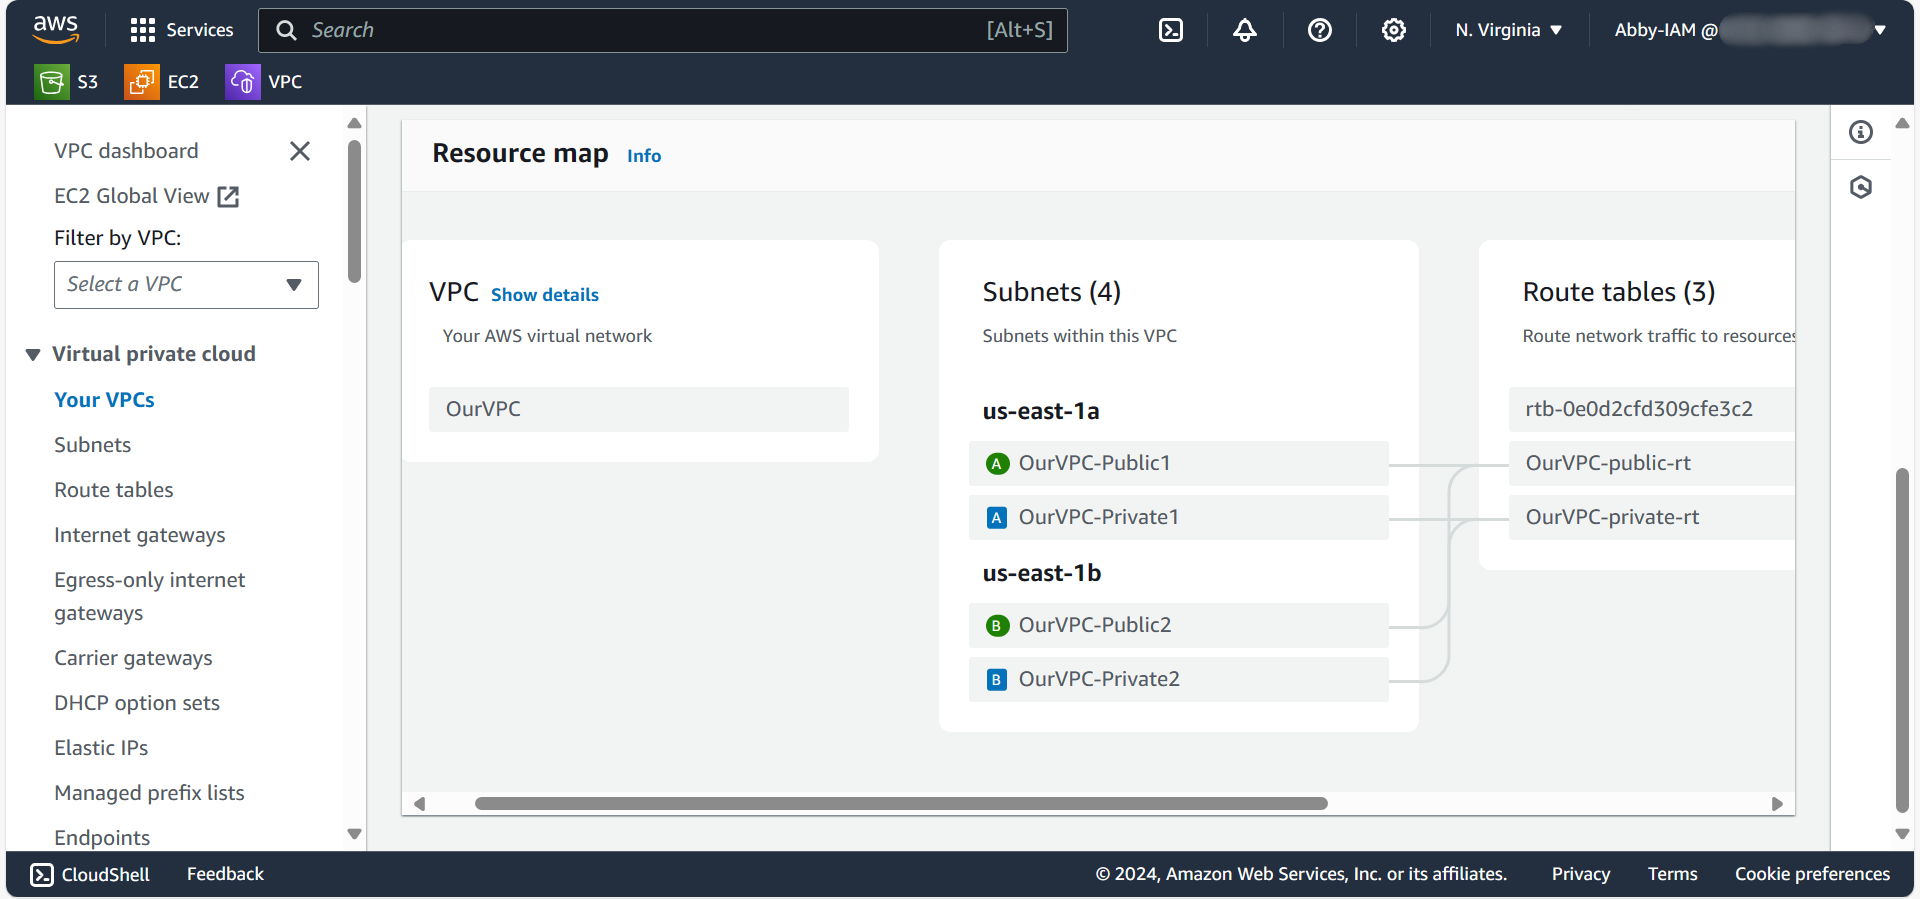 aws
Services
Search
[Alt+S]
N. Virginia
Abby-IAM @
S3
EC2
VPC
VPC dashboard
EC2 Global View
Filter by VPC:
Select a VPC
Virtual private cloud
Your VPCs
Subnets
Route tables
Internet gateways
Egress-only internet
gateways
Carrier gateways
DHCP option sets
Elastic IPs
Managed prefix lists
Endpoints
Resource map Info
VPC Show details
Your AWS virtual network
OurVPC
Subnets (4)
Subnets within this VPC
us-east-1a
A OurVPC-Public1
A OurVPC-Private1
us-east-1b
B OurVPC-Public2
B OurVPC-Private2
Route tables (3)
Route network traffic to resources
rtb-0e0d2cfd309cfe3c2
OurVPC-public-rt
OurVPC-private-rt
CloudShell
Feedback
© 2024, Amazon Web Services, Inc. or its affiliates.
Privacy
Terms
Cookie preferences